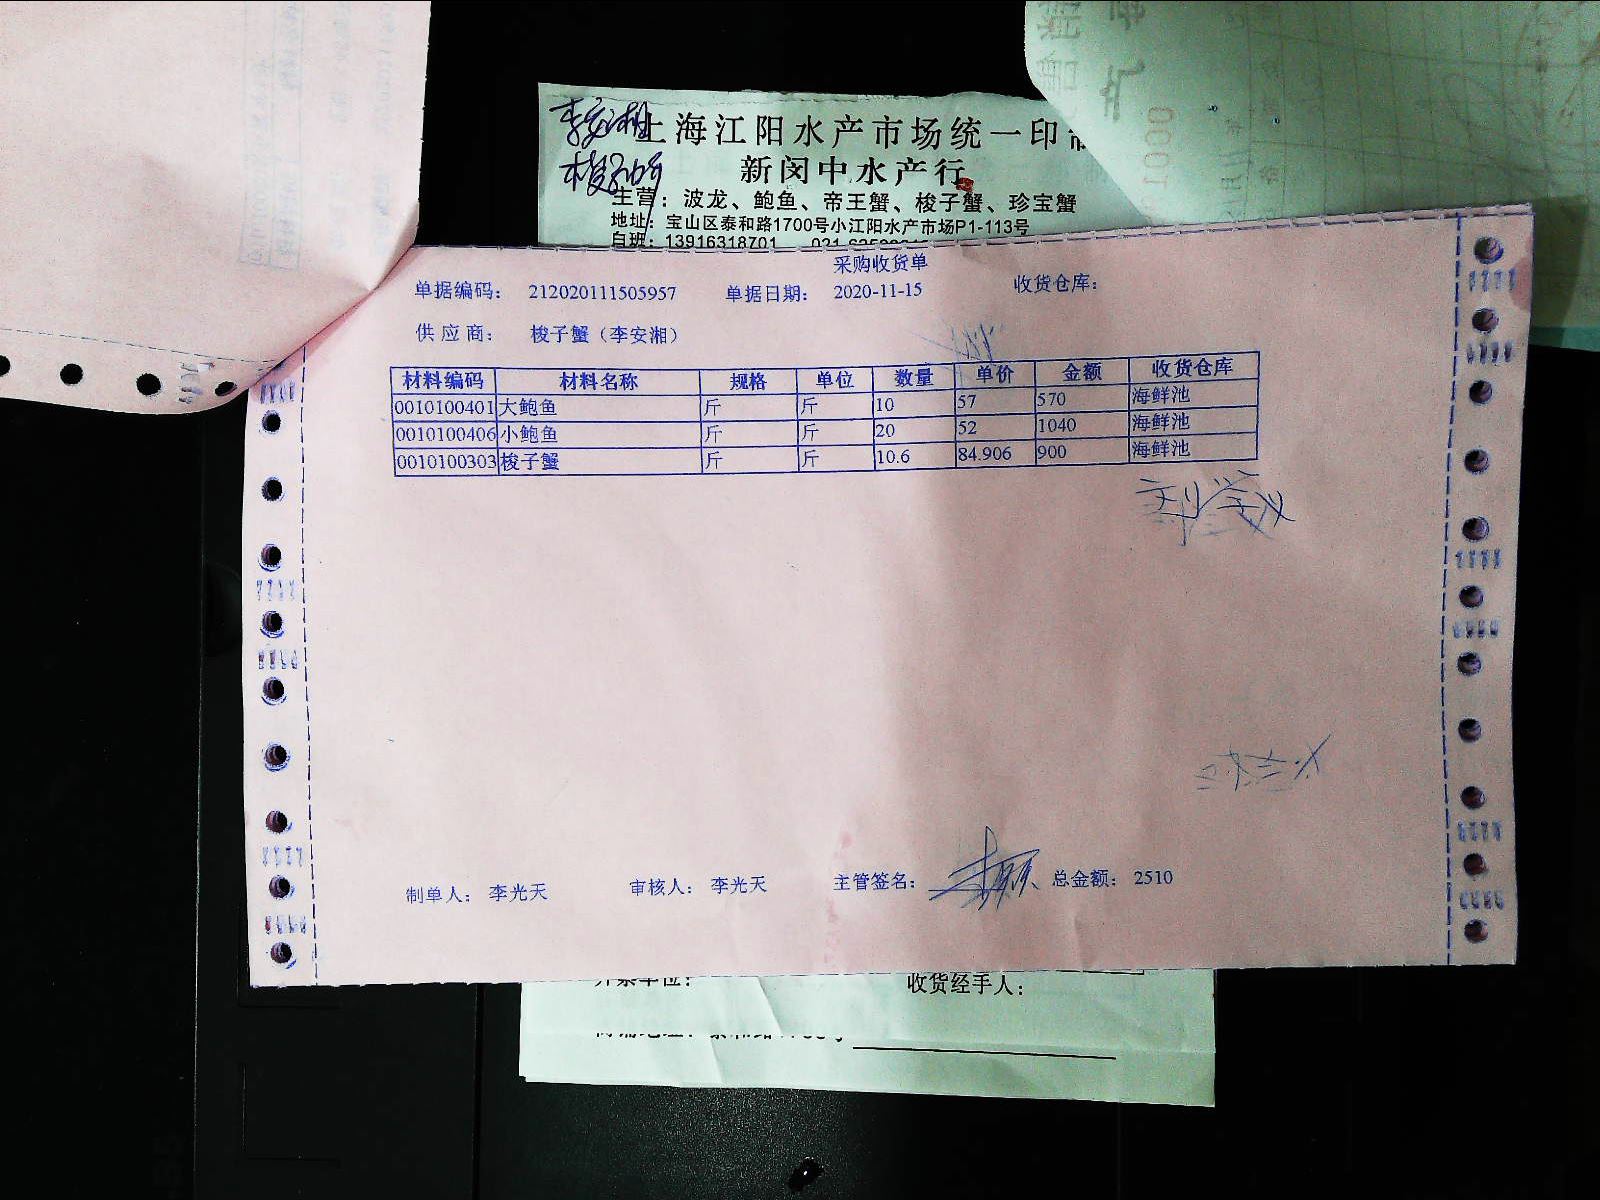 李安湘
梭子蟹
上海江阳水产市场统一印
新闵中水产行
主营：波龙、鲍鱼、帝王蟹、梭子蟹、珍宝蟹
地址：宝山区泰和路1700号小江阳水产市场P1-113号
白班：13916318701
采购收货单
单据编码： 212020111505957 单据日期： 2020-11-15 收货仓库：
供应商： 梭子蟹（李安湘）
材料编码 材料名称 规格 单位 数量 单价 金额 收货仓库
0010100401 大鲍鱼 斤 斤 10 57 570 海鲜池
0010100406 小鲍鱼 斤 斤 20 52 1040 海鲜池
0010100303 梭子蟹 斤 斤 10.6 84.906 900 海鲜池
制单人： 李光天 审核人： 李光天 主管签名： 总金额： 2510
收货经手人：